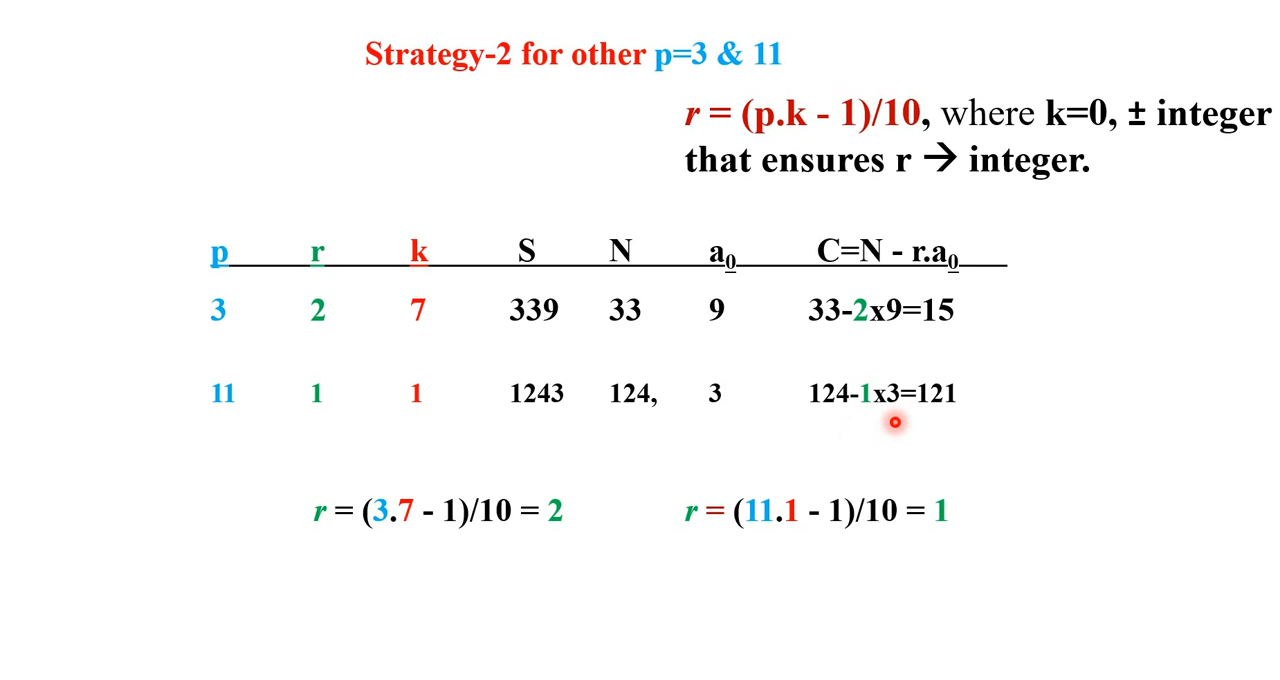 Strategy-2 for other p=3 & 11
r = (p.k - 1)/10, where k=0, ± integer
that ensures r → integer.
p r k S N a₀ C=N - r.a₀
3 2 7 339 33 9 33-2x9=15
11 1 1 1243 124, 3 124-1x3=121
r = (3.7 - 1)/10 = 2 r = (11.1 - 1)/10 = 1